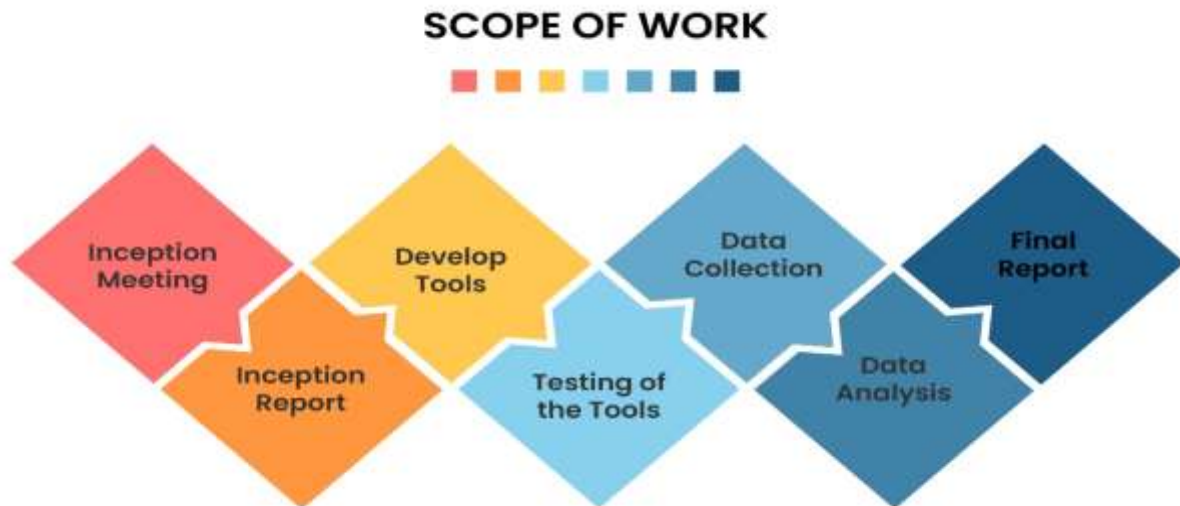 SCOPE OF WORK
Inception
Meeting
Inception
Report
Develop
Tools
Testing of
the Tools
Data
Collection
Data
Analysis
Final
Report